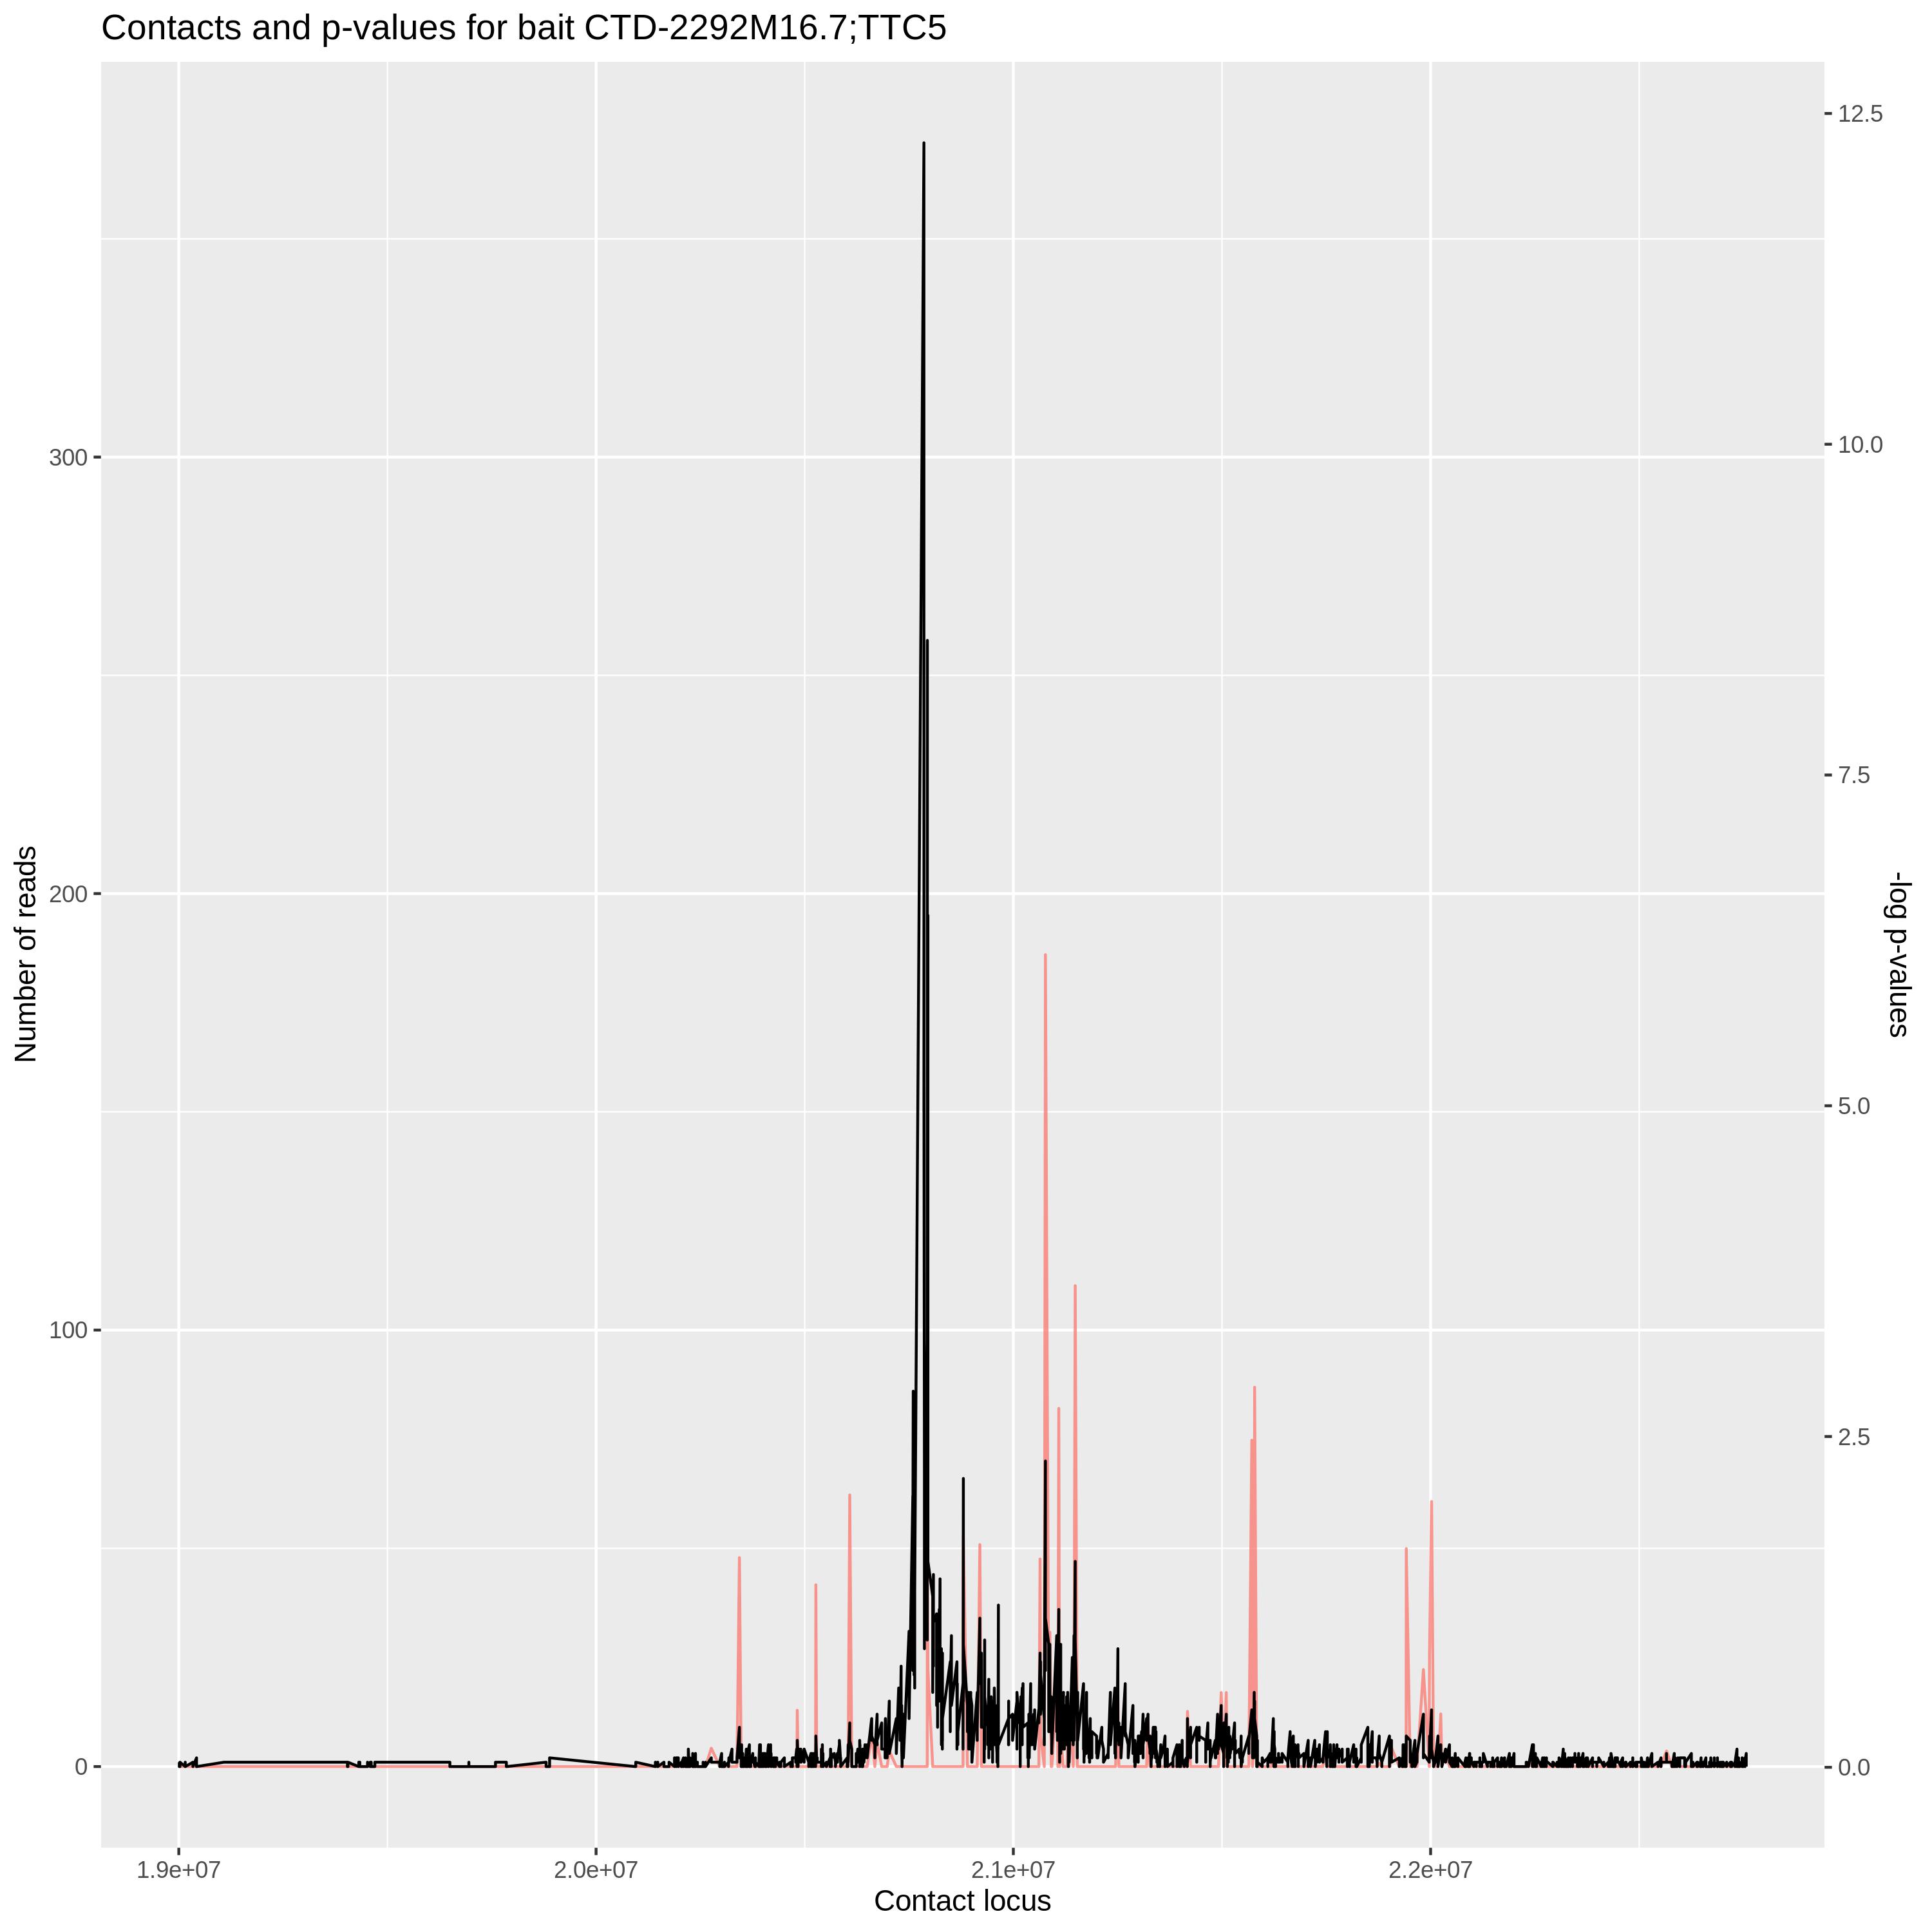 Contacts and p-values for bait CTD-2292M16.7;TTC5
Number of reads
300
200
100
0
12.5
10.0
7.5
5.0
2.5
0.0
-log p-values
1.9e+07 2.0e+07 2.1e+07 2.2e+07
Contact locus